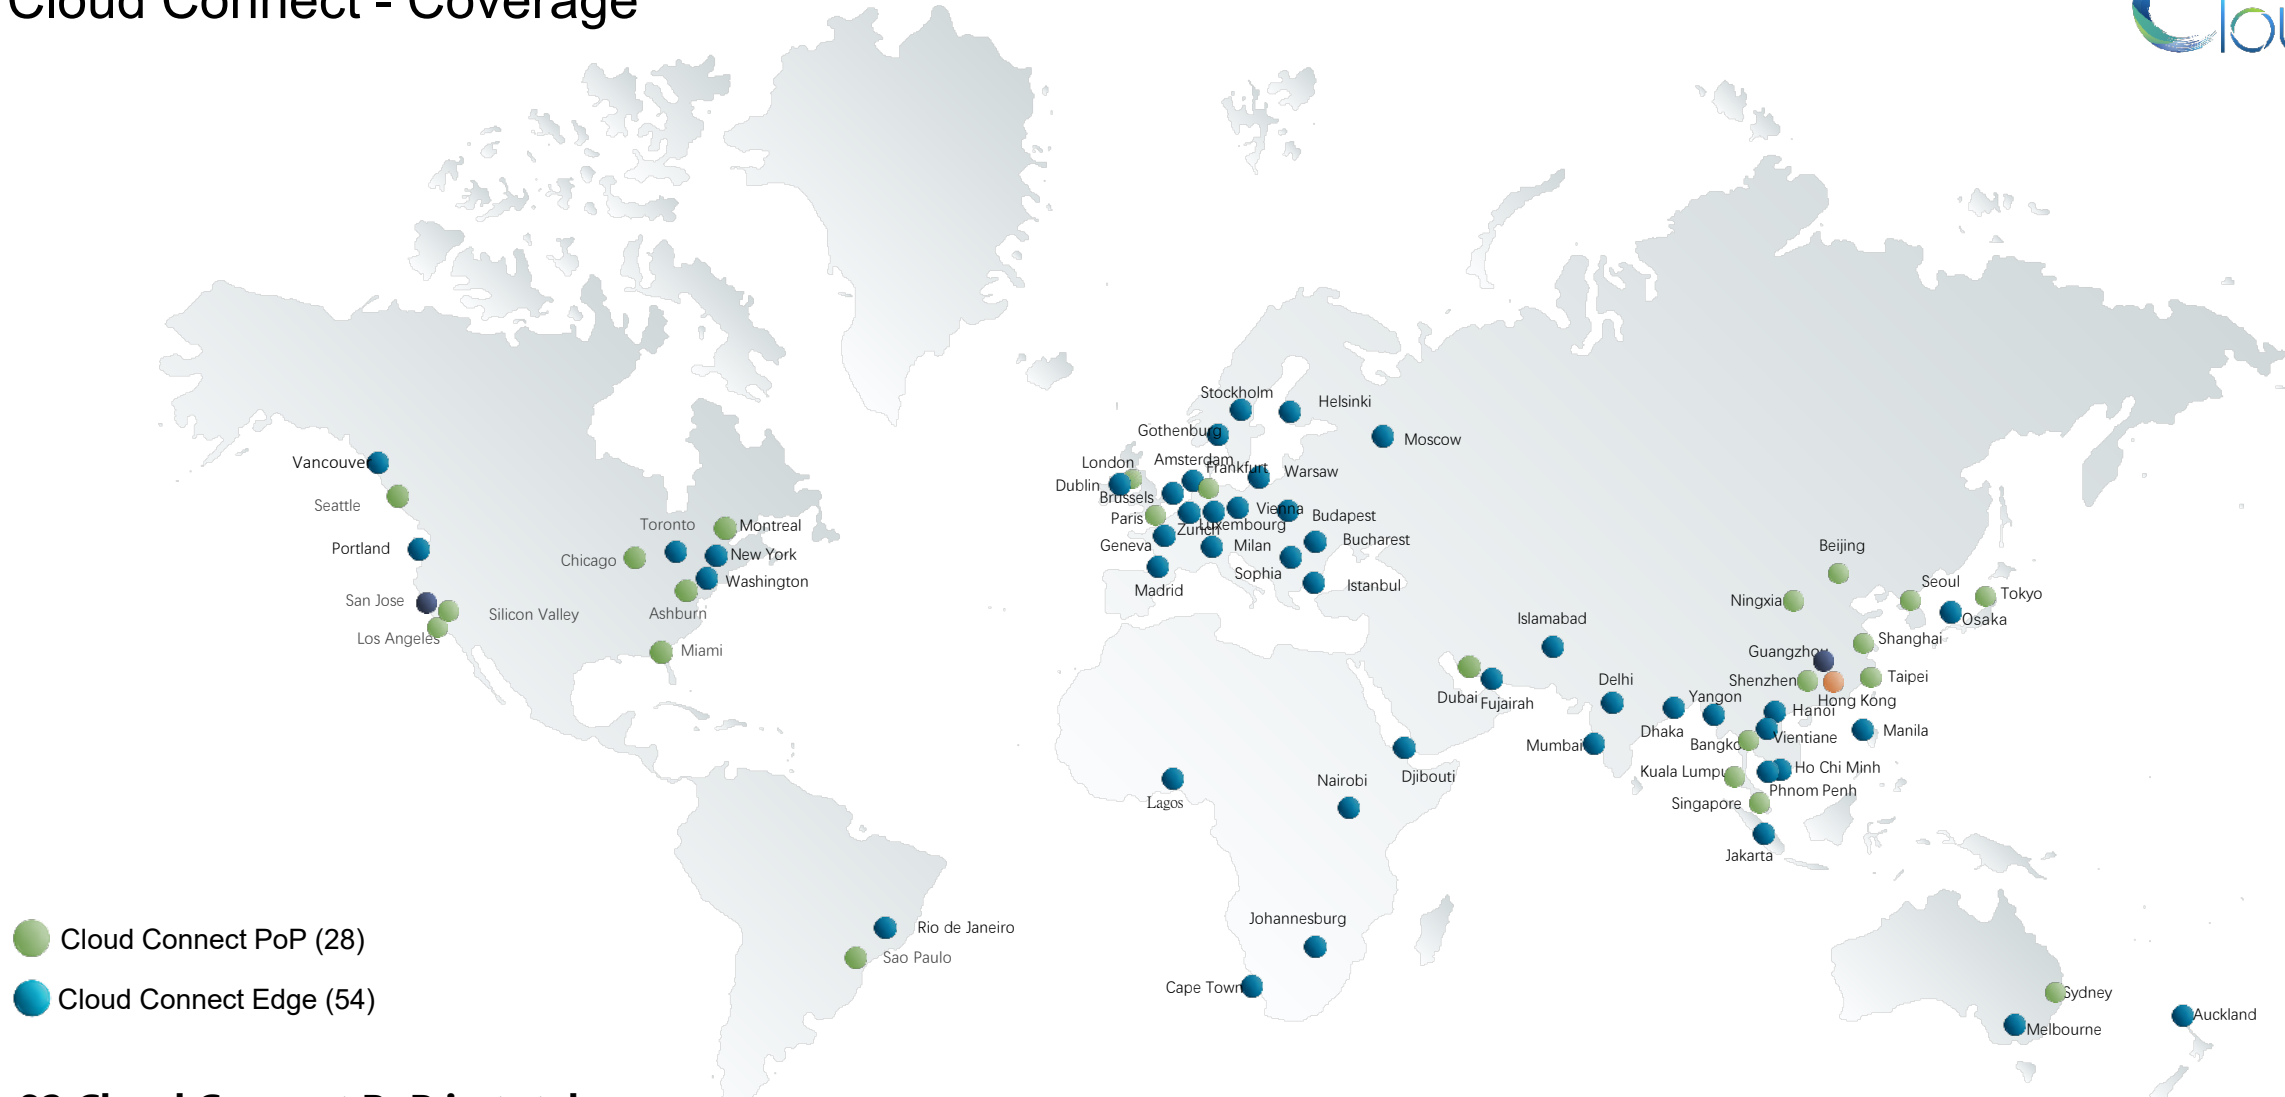 Cloud Connect - Coverage
Clou
Stockholm
Helsinki
Gothenburg
Moscow
London
Amsterdam
Frankfurt
Warsaw
Vancouver
Dublin
Brussels
Seattle
Paris
Vienna
Budapest
Toronto
Montreal
Zurich
Luxembourg
Portland
Geneva
Milan
Bucharest
Chicago
New York
Beijing
Sophia
Washington
Madrid
Istanbul
Seoul
San Jose
Silicon Valley
Ashburn
Ningxia
Tokyo
Los Angeles
Islamabad
Osaka
Miami
Guangzhou
Shanghai
Delhi
Shenzhen
Taipei
Dubai
Fujairah
Yangon
Hong Kong
Hanoi
Dhaka
Manila
Mumbai
Bangko
Vientiane
Djibouti
Nairobi
Kuala Lumpu
Ho Chi Minh
Lagos
Phnom Penh
Singapore
Jakarta
Johannesburg
Rio de Janeiro
Cloud Connect PoP (28)
Sao Paulo
Cape Town
Sydney
Cloud Connect Edge (54)
Auckland
Melbourne